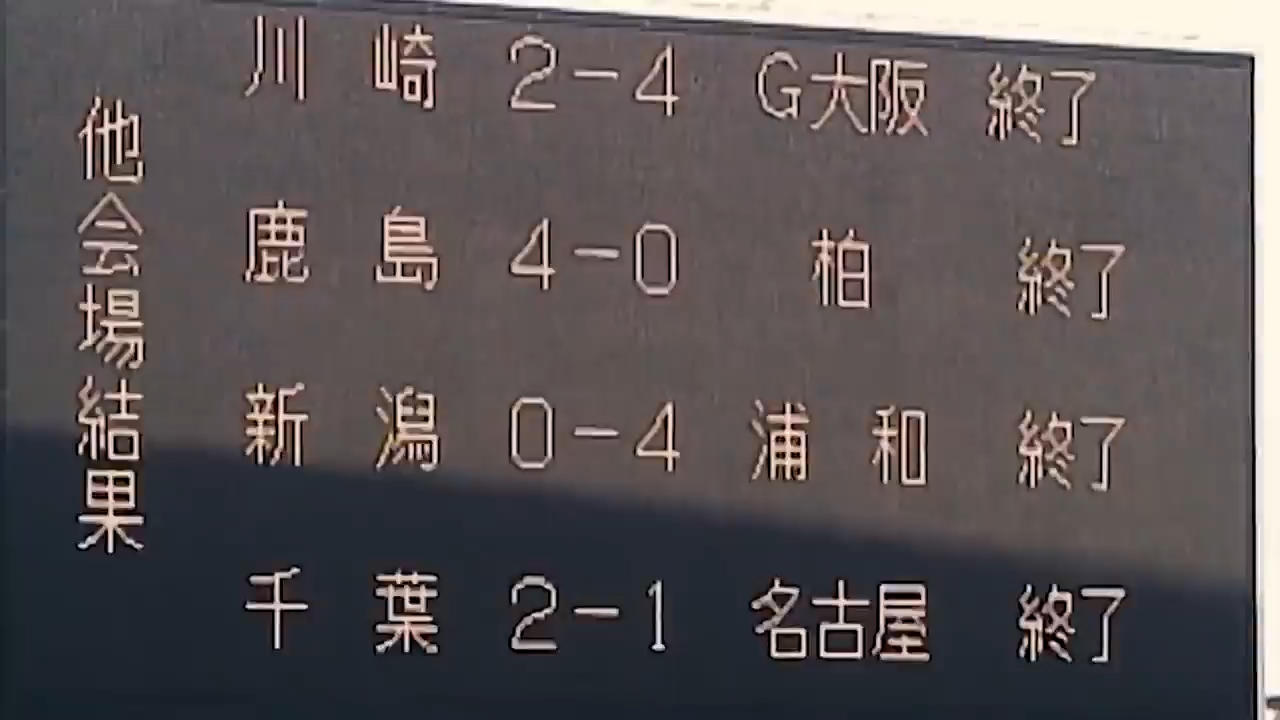 他会場結果
川崎 2-4 G大阪 終了
鹿島 4-0 柏 終了
新潟 0-4 浦和 終了
千葉 2-1 名古屋 終了